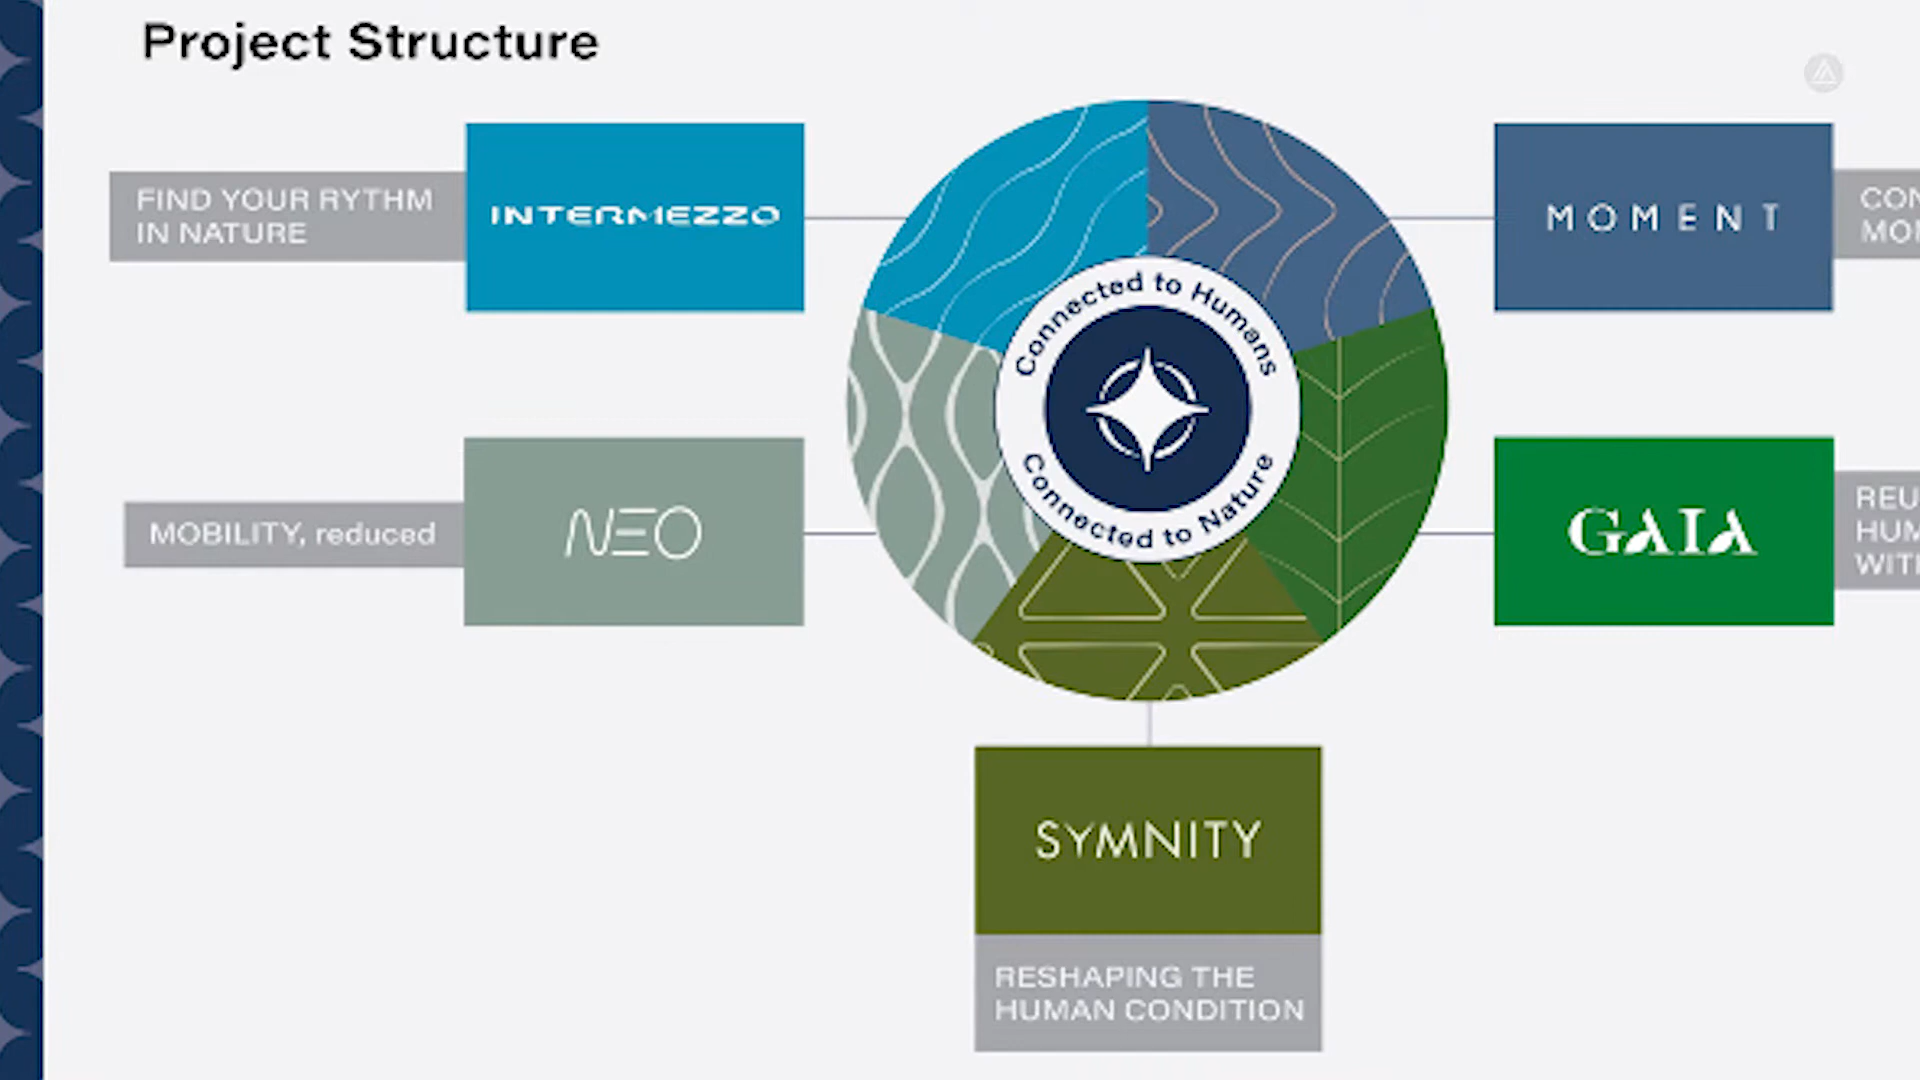 Project Structure
FIND YOUR RYTHM
IN NATURE
INTERMEZZO
MOMENT
Connected to Humans
Connected to Nature
MOBILITY, reduced
NEO
GAIA
SYMNITY
RESHAPING THE
HUMAN CONDITION